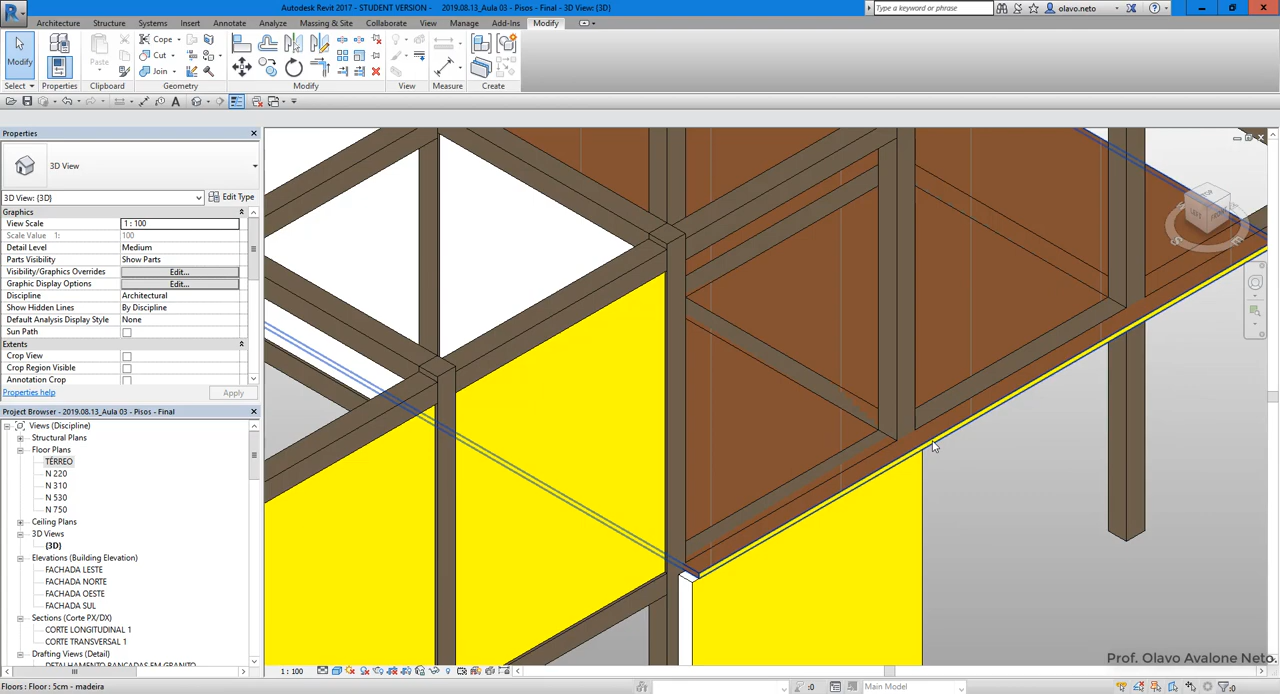 Autodesk Revit 2017 - STUDENT VERSION - 2019.08.13_Aula 03 - Pisos - Final - 3D View: {3D}
Type a keyword or phrase
olavo.neto
Architecture Structure Systems Insert Annotate Analyze Massing & Site Collaborate View Manage Add-Ins Modify
Modify
Paste
Cope
Cut
Join
Select Properties Clipboard Geometry Modify View Measure Create
Properties
3D View
3D View: {3D} Edit Type
Graphics
View Scale 1 : 100
Scale Value 1: 100
Detail Level Medium
Parts Visibility Show Parts
Visibility/Graphics Overrides Edit...
Graphic Display Options Edit...
Discipline Architectural
Show Hidden Lines By Discipline
Default Analysis Display Style None
Sun Path
Extents
Crop View
Crop Region Visible
Annotation Crop
Properties help Apply
Project Browser - 2019.08.13_Aula 03 - Pisos - Final
Views (Discipline)
Structural Plans
Floor Plans
TÉRREO
N 220
N 310
N 530
N 750
Ceiling Plans
3D Views
{3D}
Elevations (Building Elevation)
FACHADA LESTE
FACHADA NORTE
FACHADA OESTE
FACHADA SUL
Sections (Corte PX/DX)
CORTE LONGITUDINAL 1
CORTE TRANSVERSAL 1
Drafting Views (Detail)
DETALHAMENTO BANCADAS EM GRANITO
LEFT
FRONT
S
E
1 : 100
Prof. Olavo Avalone Neto
Floors : Floor : 5cm - madeira
:0
Main Model
:0